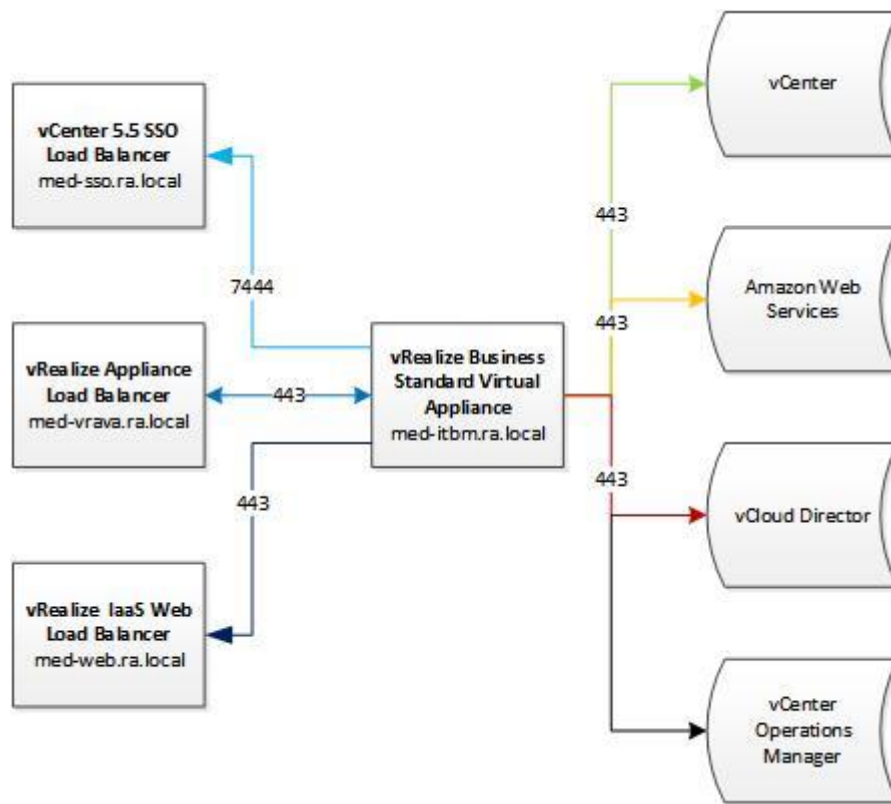 vCenter 5.5 SSO
Load Balancer
med-sso.ra.local
7444
vRealize Appliance
Load Balancer
med-vrava.ra.local
443
443
vRealize IaaS Web
Load Balancer
med-web.ra.local
vRealize Business
Standard Virtual
Appliance
med-itbm.ra.local
443
443
443
vCenter
Amazon Web
Services
vCloud Director
vCenter
Operations
Manager